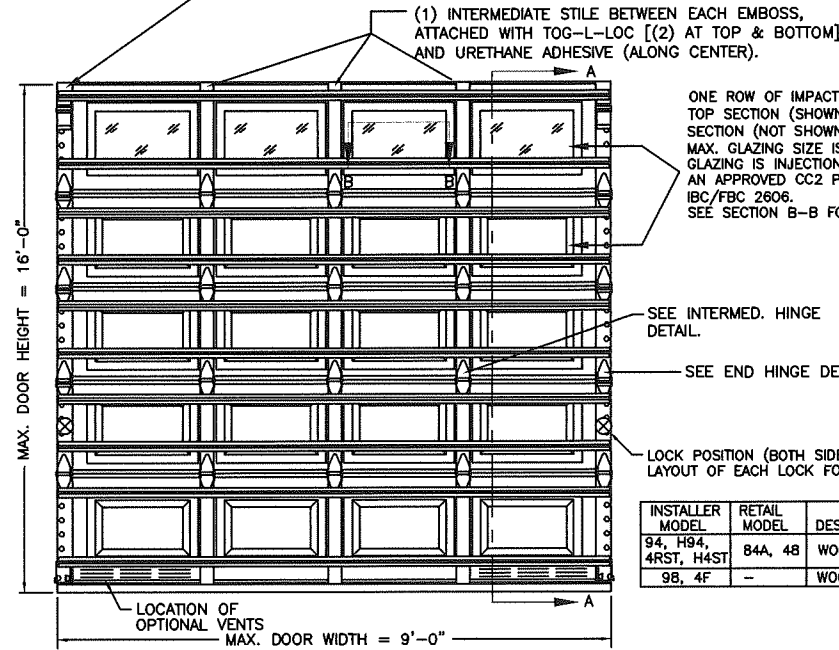 (1) INTERMEDIATE STILE BETWEEN EACH EMBOSS,
ATTACHED WITH TOG-L-LOC [(2) AT TOP & BOTTOM]
AND URETHANE ADHESIVE (ALONG CENTER).
A
ONE ROW OF IMPACT
TOP SECTION (SHOWN
SECTION (NOT SHOWN
MAX. GLAZING SIZE IS
GLAZING IS INJECTION
AN APPROVED CC2 P
IBC/FBC 2606.
SEE SECTION B-B FO
B B
MAX. DOOR HEIGHT = 16'-0"
SEE INTERMED. HINGE
DETAIL.
SEE END HINGE DE
LOCK POSITION (BOTH SIDE
LAYOUT OF EACH LOCK FO
INSTALLER MODEL RETAIL MODEL DES
94, H94, 4RST, H4ST 84A, 48 WO
98, 4F - WO
A
LOCATION OF
OPTIONAL VENTS
MAX. DOOR WIDTH = 9'-0"